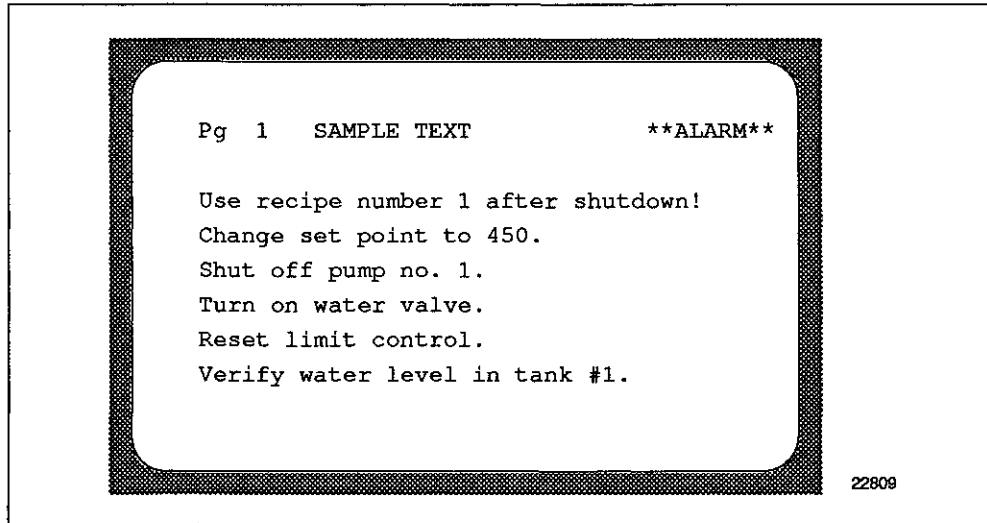 Pg 1 SAMPLE TEXT **ALARM**
Use recipe number 1 after shutdown!
Change set point to 450.
Shut off pump no. 1.
Turn on water valve.
Reset limit control.
Verify water level in tank #1.
22809